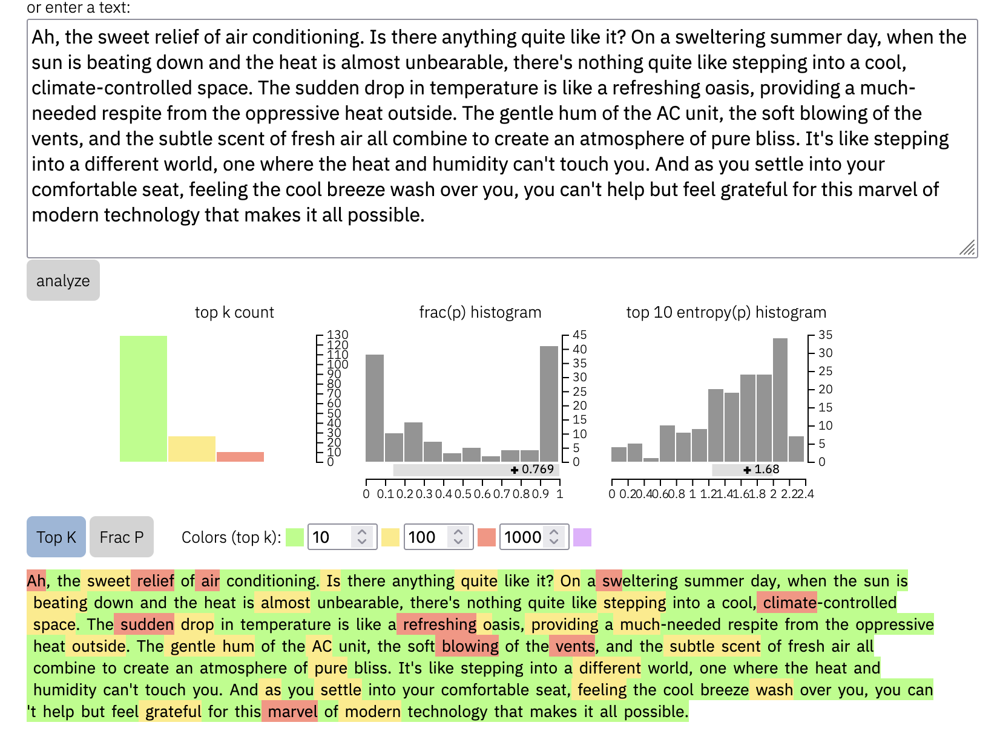 or enter a text:
Ah, the sweet relief of air conditioning. Is there anything quite like it? On a sweltering summer day, when the
sun is beating down and the heat is almost unbearable, there's nothing quite like stepping into a cool,
climate-controlled space. The sudden drop in temperature is like a refreshing oasis, providing a much-
needed respite from the oppressive heat outside. The gentle hum of the AC unit, the soft blowing of the
vents, and the subtle scent of fresh air all combine to create an atmosphere of pure bliss. It's like stepping
into a different world, one where the heat and humidity can't touch you. And as you settle into your
comfortable seat, feeling the cool breeze wash over you, you can't help but feel grateful for this marvel of
modern technology that makes it all possible.
analyze
top k count
130
120
110
100
90
80
70
60
50
40
30
20
10
0
frac(p) histogram
45
40
35
30
25
20
15
10
5
0
0.769
0 0.1 0.2 0.3 0.4 0.5 0.6 0.7 0.8 0.9 1
top 10 entropy(p) histogram
35
30
25
20
15
10
5
0
1.68
0 0.2 0.4 0.6 0.8 1 1.2 1.4 1.6 1.8 2 2.2 2.4
Top K Frac P Colors (top k): 10 100 1000
Ah, the sweet relief of air conditioning. Is there anything quite like it? On a sweltering summer day, when the sun is
beating down and the heat is almost unbearable, there's nothing quite like stepping into a cool, climate-controlled
space. The sudden drop in temperature is like a refreshing oasis, providing a much-needed respite from the oppressive
heat outside. The gentle hum of the AC unit, the soft blowing of the vents, and the subtle scent of fresh air all
combine to create an atmosphere of pure bliss. It's like stepping into a different world, one where the heat and
humidity can't touch you. And as you settle into your comfortable seat, feeling the cool breeze wash over you, you can
't help but feel grateful for this marvel of modern technology that makes it all possible.